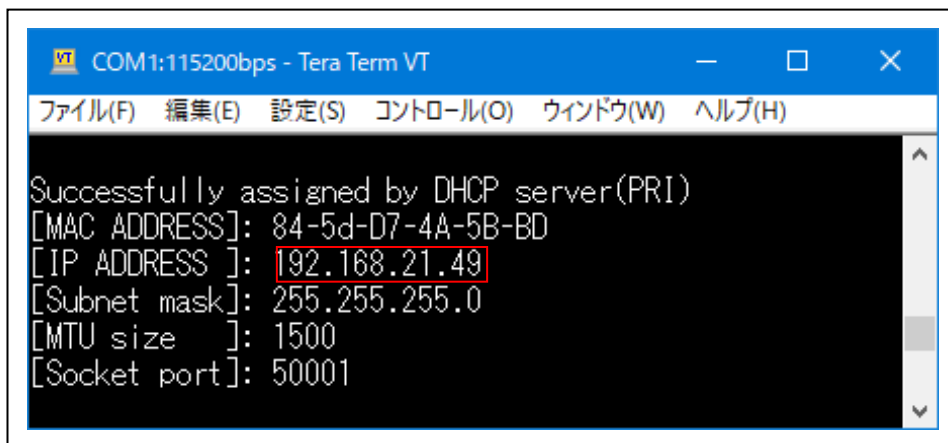 COM1:115200bps - Tera Term VT
ファイル(F) 編集(E) 設定(S) コントロール(O) ウィンドウ(W) ヘルプ(H)
Successfully assigned by DHCP server(PRI)
[MAC ADDRESS]: 84-5d-D7-4A-5B-BD
[IP ADDRESS ]: 192.168.21.49
[Subnet mask]: 255.255.255.0
[MTU size   ]: 1500
[Socket port]: 50001